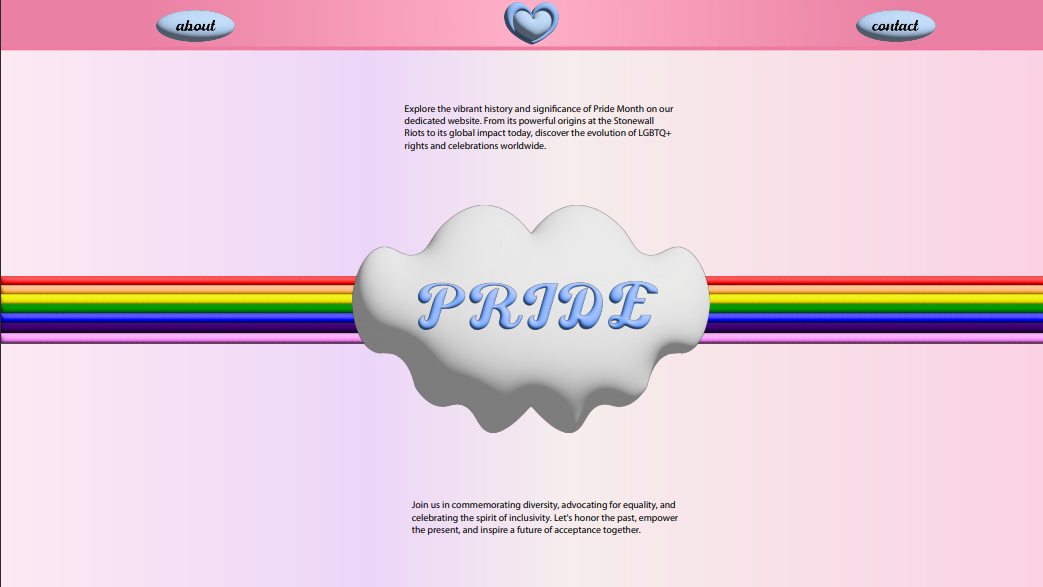 about
contact
Explore the vibrant history and significance of Pride Month on our
dedicated website. From its powerful origins at the Stonewall
Riots to its global impact today, discover the evolution of LGBTQ+
rights and celebrations worldwide.
PRIDE
Join us in commemorating diversity, advocating for equality, and
celebrating the spirit of inclusivity. Let's honor the past, empower
the present, and inspire a future of acceptance together.